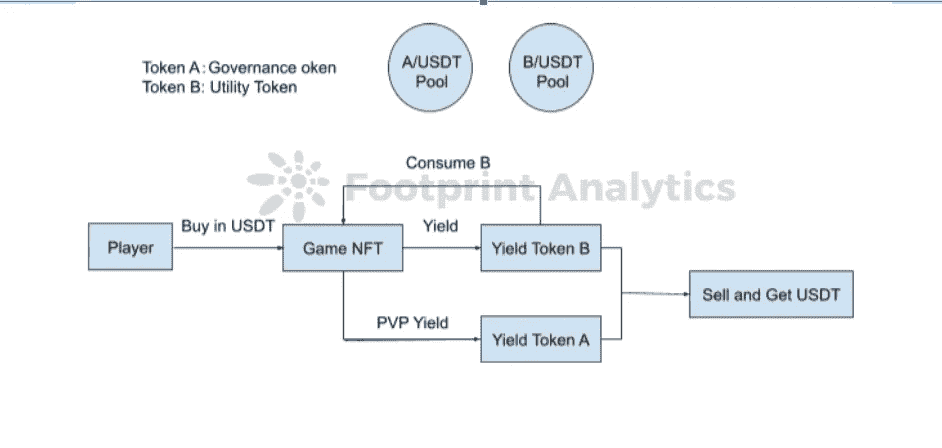 Token A: Governance oken
Token B: Utility Token
A/USDT
Pool
B/USDT
Pool
Consume B
Footprint Analytics
Player
Buy in USDT
Game NFT
Yield
Yield Token B
Sell and Get USDT
PVP Yield
Yield Token A